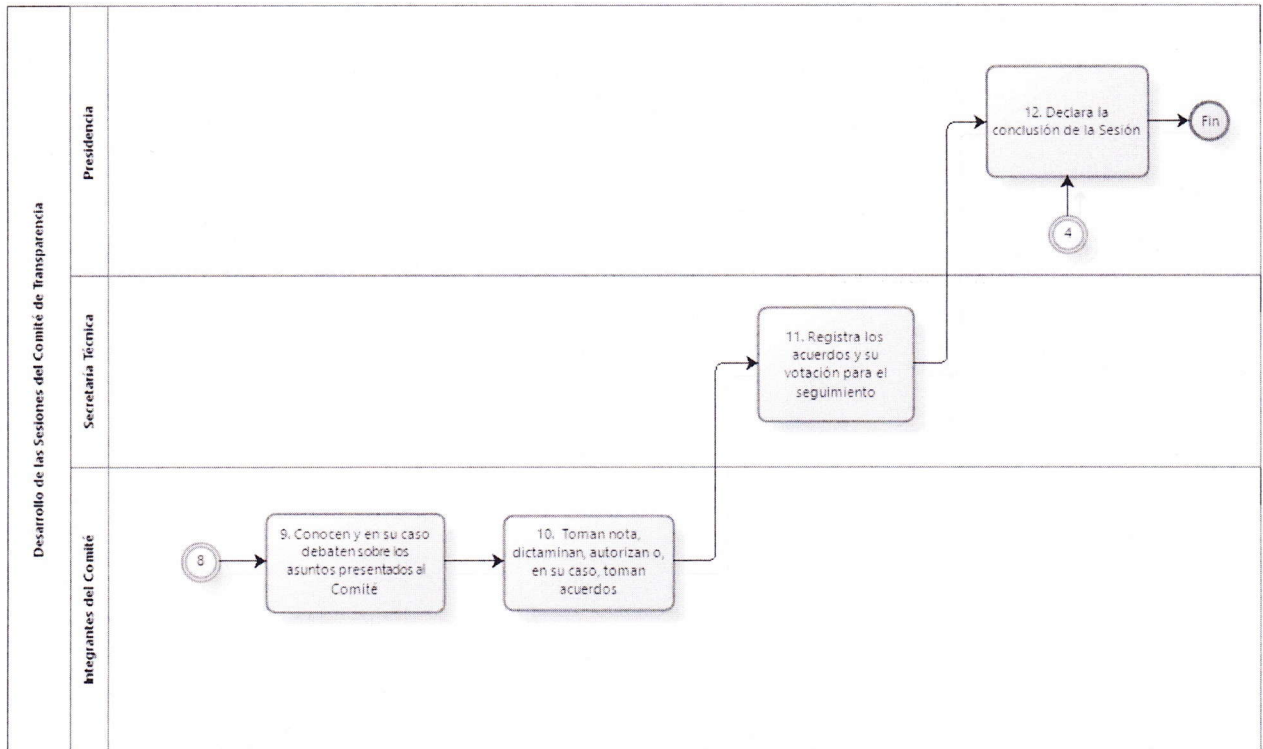 Desarrollo de las Sesiones del Comité de Transparencia
Presidencia
12. Declara la
conclusión de la Sesión
Fin
4
Secretaría Técnica
11. Registra los
acuerdos y su
votación para el
seguimiento
Integrantes del Comité
8
9. Conocen y en su caso
debaten sobre los
asuntos presentados al
Comité
10. Toman nota,
dictaminan, autorizan o,
en su caso, toman
acuerdos